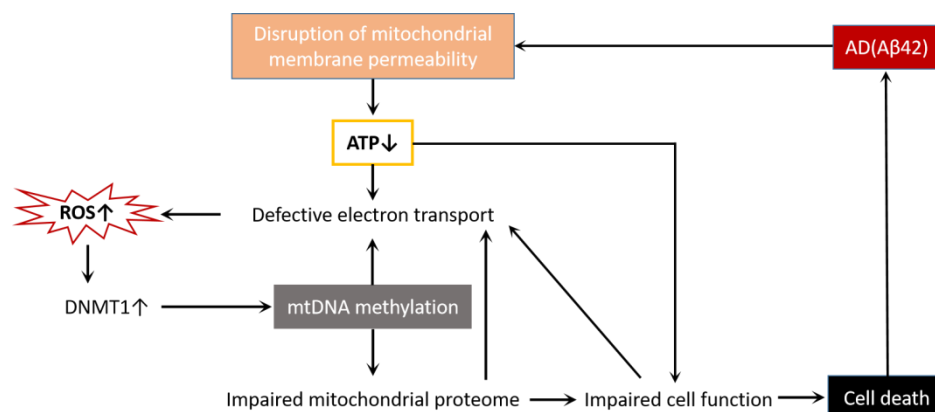 Disruption of mitochondrial
membrane permeability
AD(Aβ42)
ATP↓
ROS↑
Defective electron transport
DNMT1↑
mtDNA methylation
Impaired mitochondrial proteome
Impaired cell function
Cell death